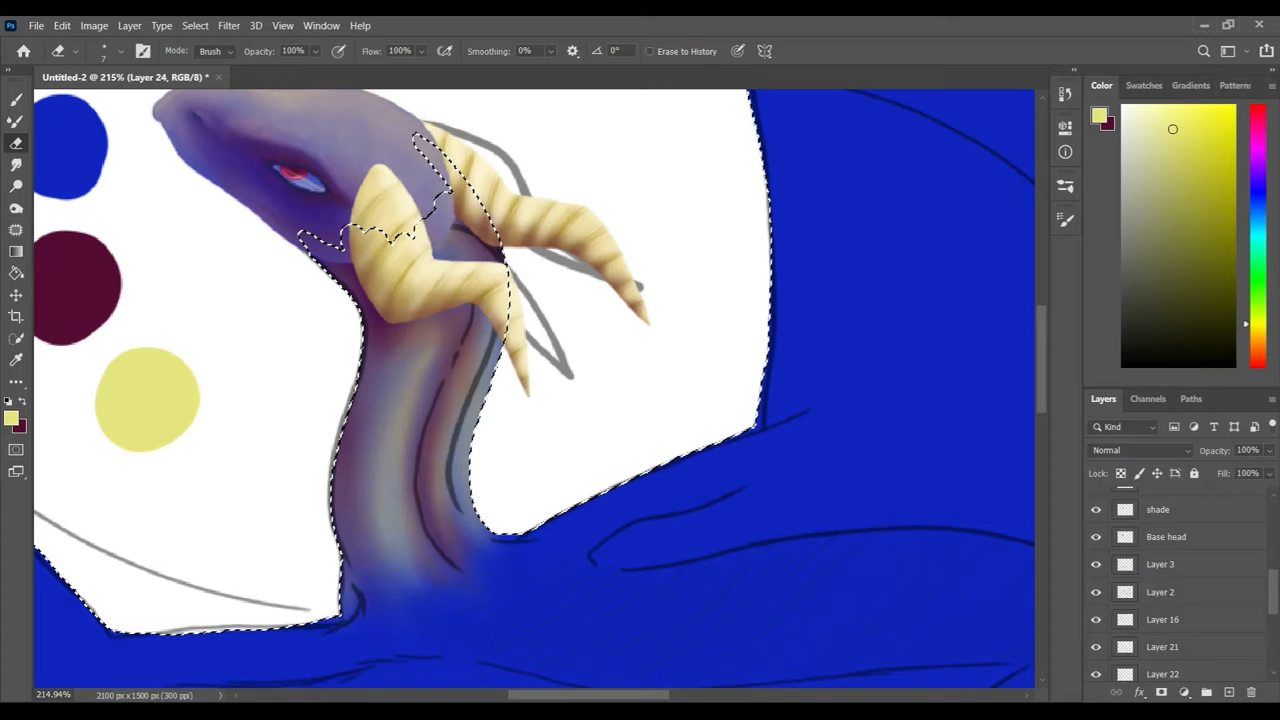 Ps File Edit Image Layer Type Select Filter 3D View Window Help
7 Mode: Brush Opacity: 100% Flow: 100% Smoothing: 0% 0° Erase to History
Untitled-2 @ 215% (Layer 24, RGB/8) *
Color Swatches Gradients Patterns
Layers Channels Paths
Kind
Normal Opacity: 100%
Lock: Fill: 100%
shade
Base head
Layer 3
Layer 2
Layer 16
Layer 21
Layer 22
214.94% 2100 px x 1500 px (300 ppi)